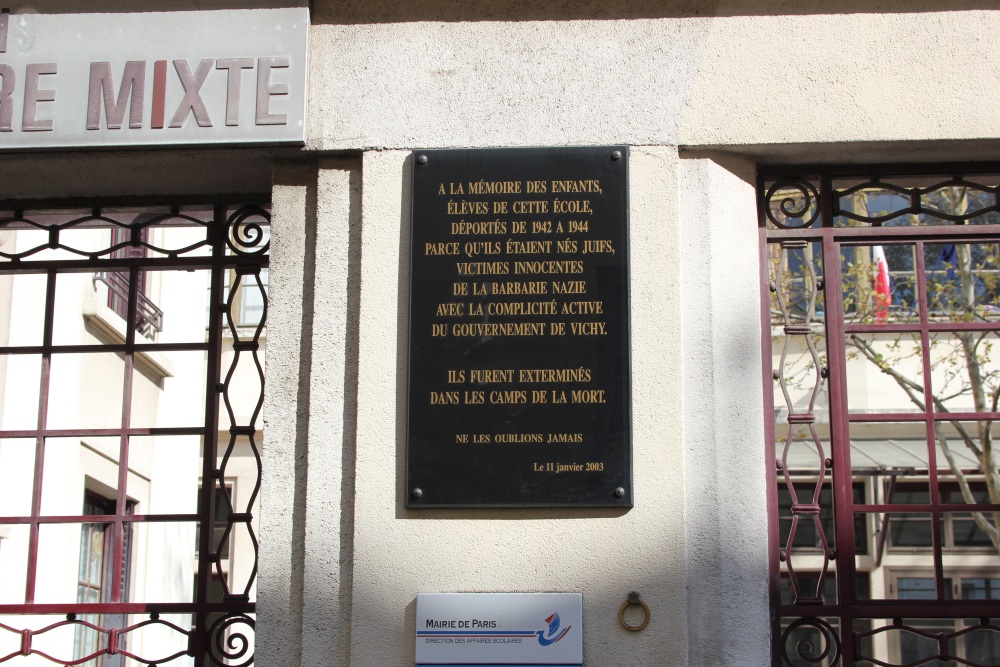 RE MIXTE
A LA MÉMOIRE DES ENFANTS,
ÉLÈVES DE CETTE ÉCOLE,
DÉPORTÉS DE 1942 A 1944
PARCE QU'ILS ÉTAIENT NÉS JUIFS,
VICTIMES INNOCENTES
DE LA BARBARIE NAZIE
AVEC LA COMPLICITÉ ACTIVE
DU GOUVERNEMENT DE VICHY.
ILS FURENT EXTERMINÉS
DANS LES CAMPS DE LA MORT.
NE LES OUBLIONS JAMAIS
Le 11 janvier 2003
MAIRIE DE PARIS
DIRECTION DES AFFAIRES SCOLAIRES